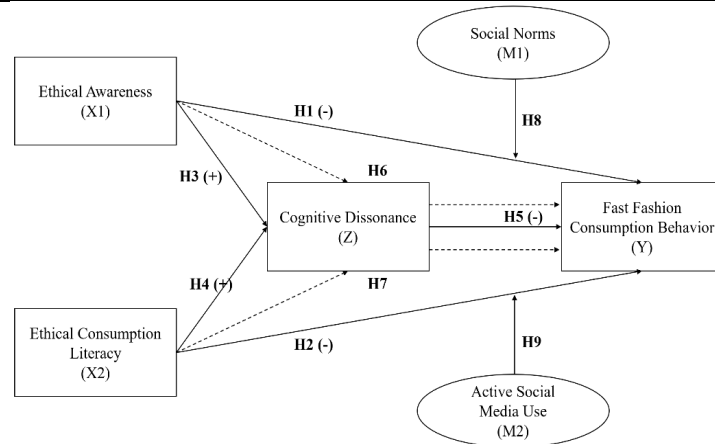 Social Norms
(M1)
Ethical Awareness
(X1)
H1 (-)
H8
H3 (+)
H6
Cognitive Dissonance
(Z)
H5 (-)
Fast Fashion
Consumption Behavior
(Y)
H4 (+)
H7
Ethical Consumption
Literacy
(X2)
H2 (-)
H9
Active Social
Media Use
(M2)